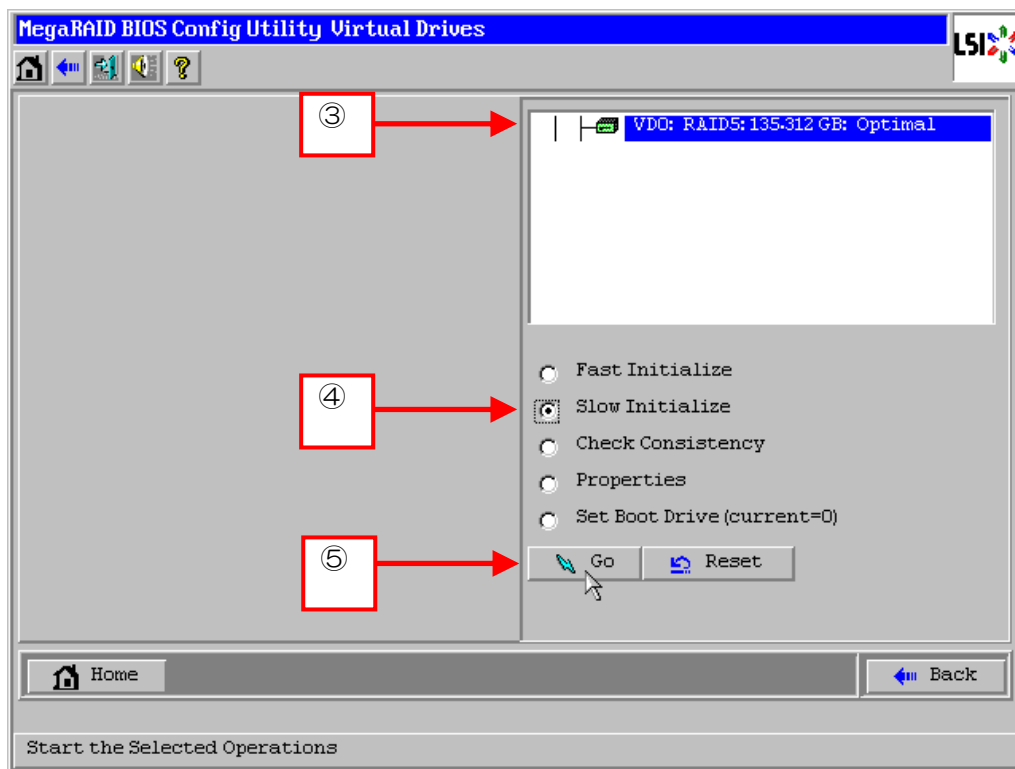 MegaRAID BIOS Config Utility Virtual Drives
LSI
③
VD0: RAID5: 135.312 GB: Optimal
Fast Initialize
④
Slow Initialize
Check Consistency
Properties
Set Boot Drive (current=0)
⑤
Go
Reset
Home
Back
Start the Selected Operations